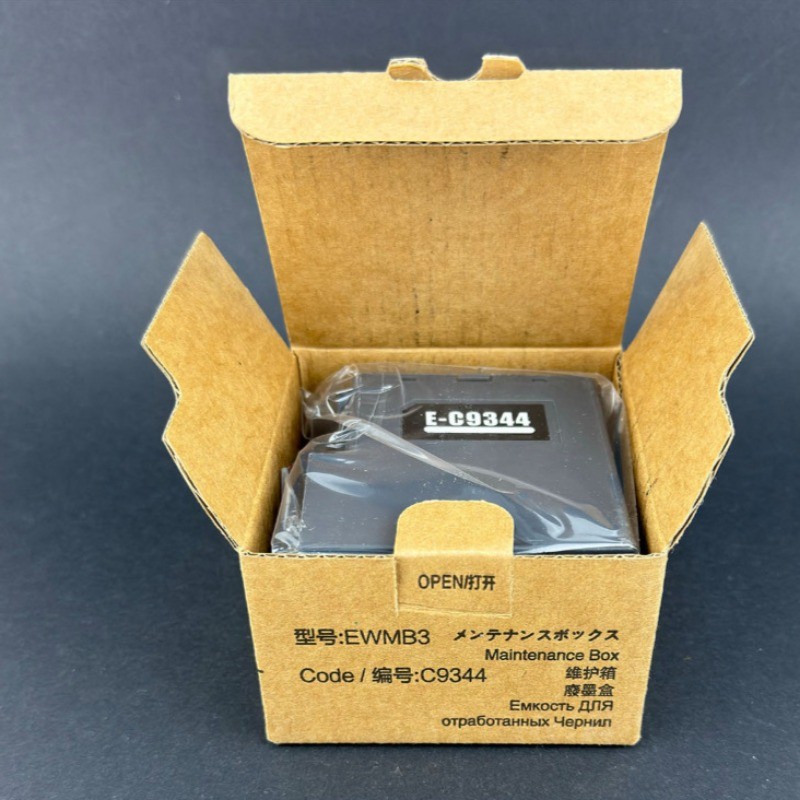 E-C9344
OPEN/打开
型号:EWMB3
メンテナンスボックス
Maintenance Box
Code / 编号:C9344
維护箱
廢墨盒
Емкость ДЛЯ
отработанных Чернил